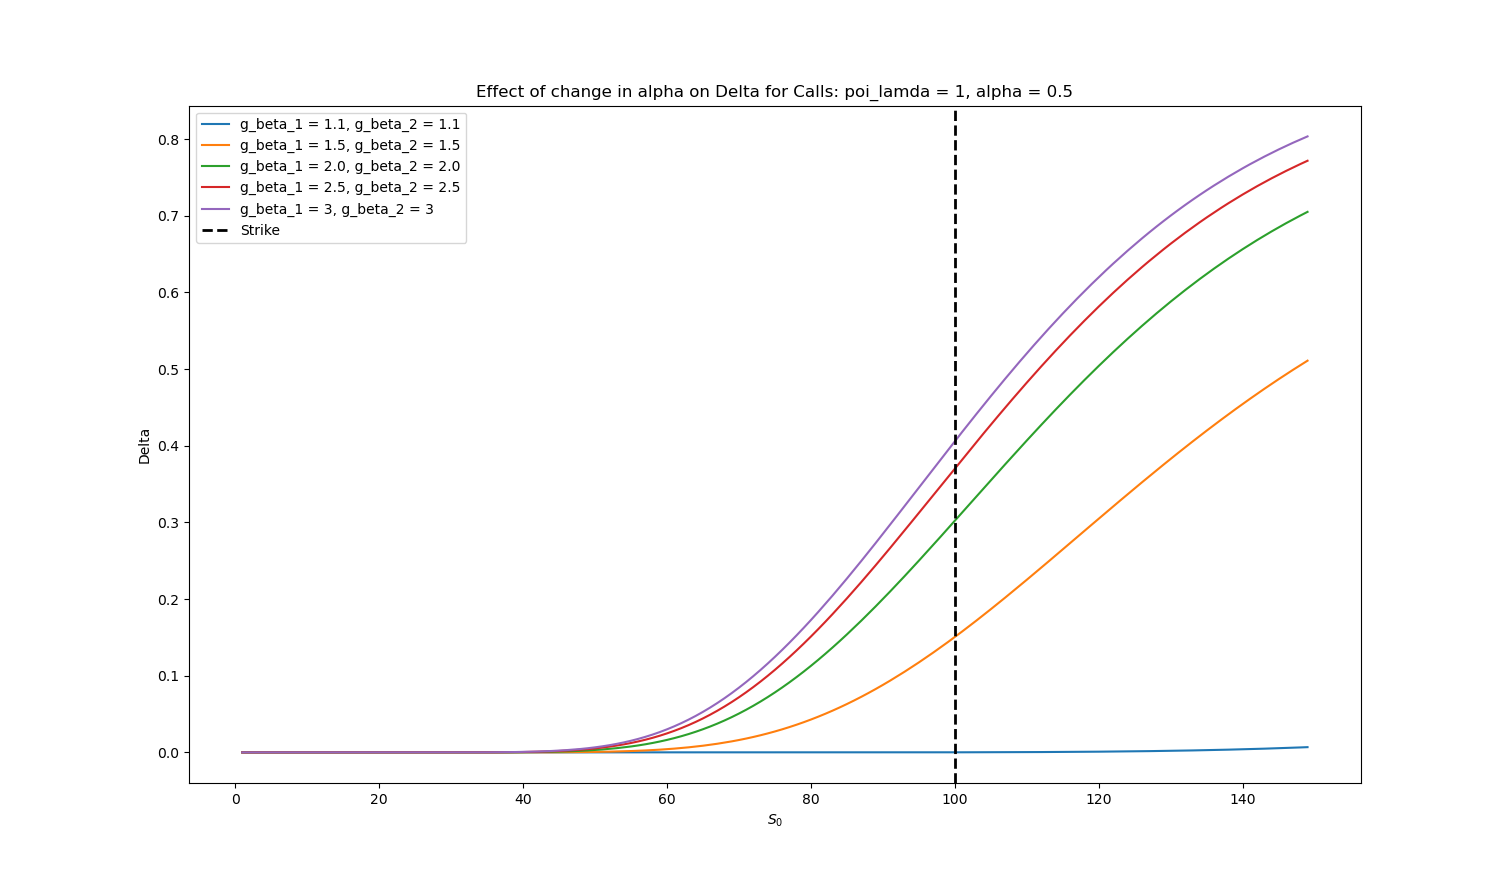 Effect of change in alpha on Delta for Calls: poi_lamda = 1, alpha = 0.5
g_beta_1 = 1.1, g_beta_2 = 1.1
g_beta_1 = 1.5, g_beta_2 = 1.5
g_beta_1 = 2.0, g_beta_2 = 2.0
g_beta_1 = 2.5, g_beta_2 = 2.5
g_beta_1 = 3, g_beta_2 = 3
Strike
0.8
0.7
0.6
0.5
0.4
0.3
0.2
0.1
0.0
Delta
0 20 40 60 80 100 120 140
S_0